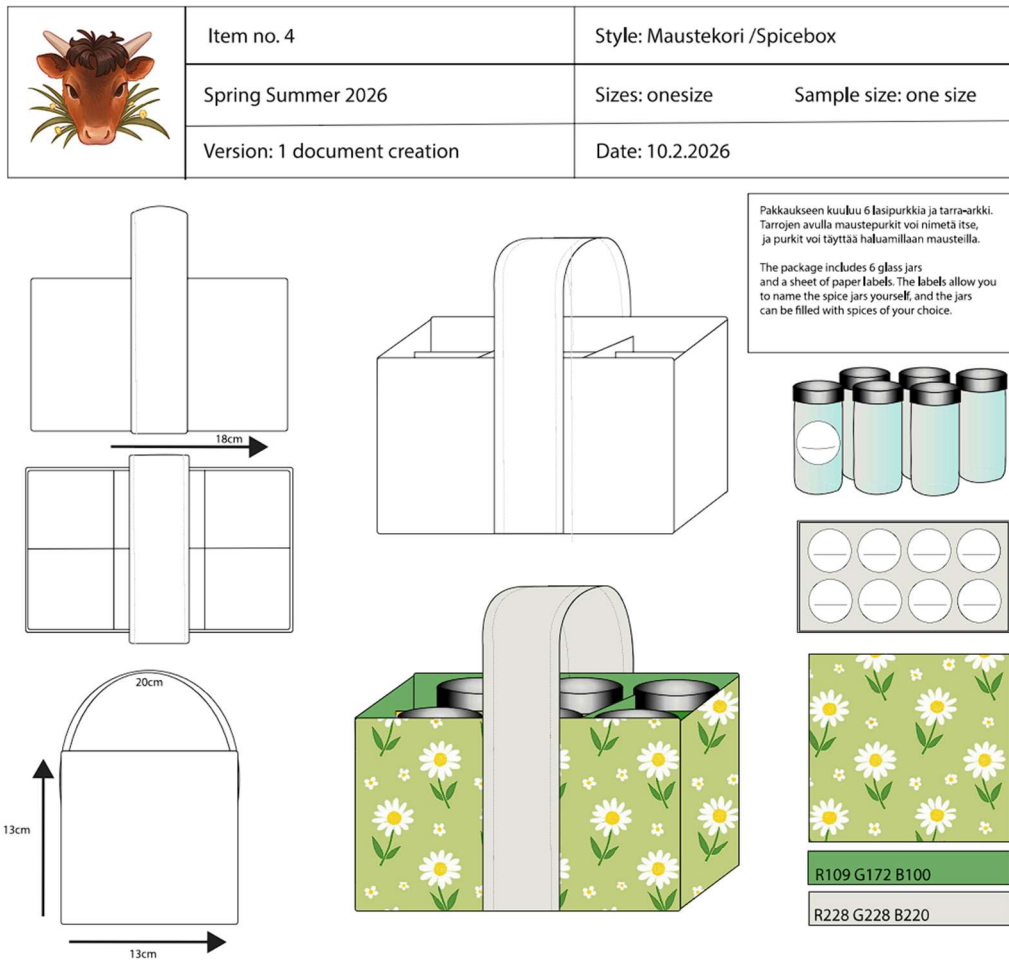 Item no. 4
Style: Maustekori /Spicebox
Spring Summer 2026
Sizes: onesize
Sample size: one size
Version: 1 document creation
Date: 10.2.2026
Pakkaukseen kuuluu 6 lasipurkkia ja tarra-arkki.
Tarrojen avulla maustepurkit voi nimetä itse,
ja purkit voi täyttää haluamillaan mausteilla.
The package includes 6 glass jars
and a sheet of paper labels. The labels allow you
to name the spice jars yourself, and the jars
can be filled with spices of your choice.
18cm
20cm
13cm
13cm
R109 G172 B100
R228 G228 B220